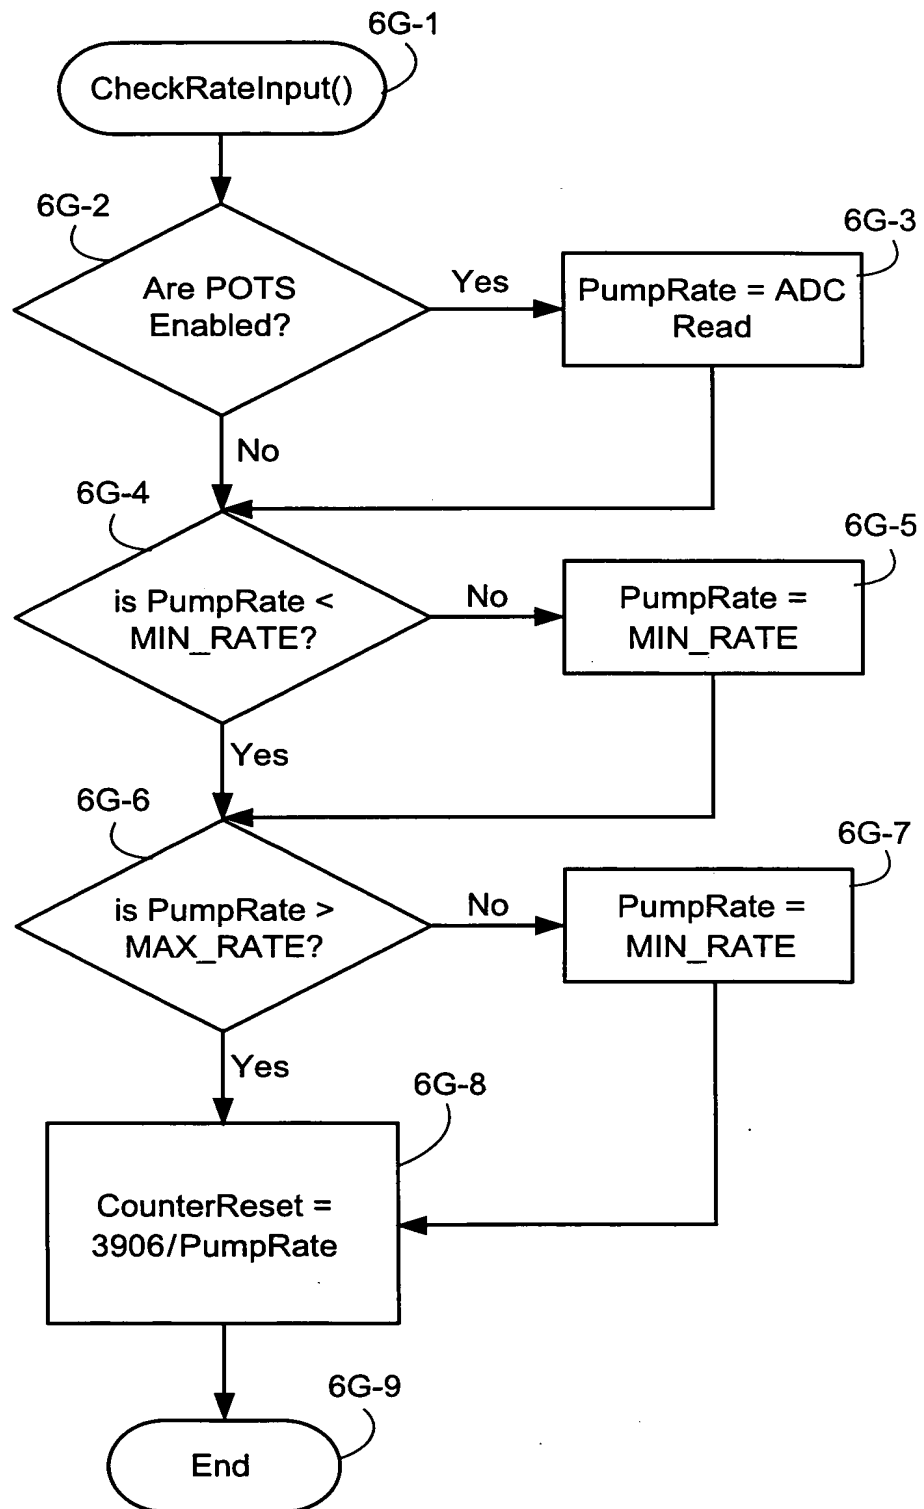 6G-1
CheckRateInput()
6G-2
Are POTS
Enabled?
Yes
6G-3
PumpRate = ADC
Read
No
6G-4
is PumpRate <
MIN_RATE?
No
6G-5
PumpRate =
MIN_RATE
Yes
6G-6
is PumpRate >
MAX_RATE?
No
6G-7
PumpRate =
MIN_RATE
Yes
6G-8
CounterReset =
3906/PumpRate
6G-9
End